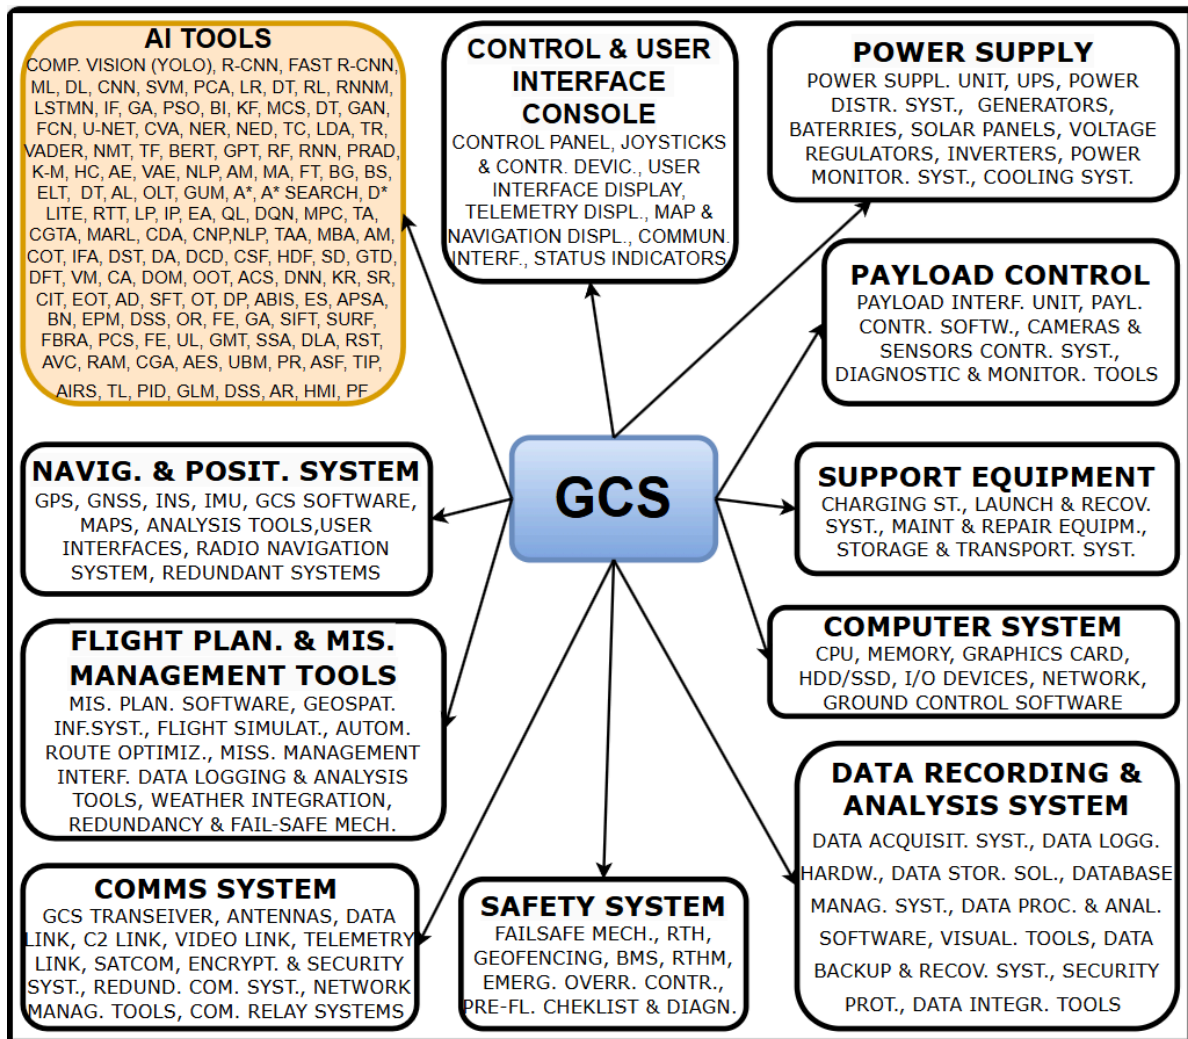 AI TOOLS
COMP. VISION (YOLO), R-CNN, FAST R-CNN,
ML, DL, CNN, SVM, PCA, LR, DT, RL, RNNM,
LSTMN, IF, GA, PSO, BI, KF, MCS, DT, GAN,
FCN, U-NET, CVA, NER, NED, TC, LDA, TR,
VADER, NMT, TF, BERT, GPT, RF, RNN, PRAD,
K-M, HC, AE, VAE, NLP, AM, MA, FT, BG, BS,
ELT, DT, AL, OLT, GUM, A*, A* SEARCH, D*
LITE, RTT, LP, IP, EA, QL, DQN, MPC, TA,
CGTA, MARL, CDA, CNP,NLP, TAA, MBA, AM,
COT, IFA, DST, DA, DCD, CSF, HDF, SD, GTD,
DFT, VM, CA, DOM, OOT, ACS, DNN, KR, SR,
CIT, EOT, AD, SFT, OT, DP, ABIS, ES, APSA,
BN, EPM, DSS, OR, FE, GA, SIFT, SURF,
FBRA, PCS, FE, UL, GMT, SSA, DLA, RST,
AVC, RAM, CGA, AES, UBM, PR, ASF, TIP,
AIRS, TL, PID, GLM, DSS, AR, HMI, PF
CONTROL & USER
INTERFACE
CONSOLE
CONTROL PANEL, JOYSTICKS
& CONTR. DEVIC., USER
INTERFACE DISPLAY,
TELEMETRY DISPL., MAP &
NAVIGATION DISPL., COMMUN.
INTERF., STATUS INDICATORS
POWER SUPPLY
POWER SUPPL. UNIT, UPS, POWER
DISTR. SYST., GENERATORS,
BATERRIES, SOLAR PANELS, VOLTAGE
REGULATORS, INVERTERS, POWER
MONITOR. SYST., COOLING SYST.
PAYLOAD CONTROL
PAYLOAD INTERF. UNIT, PAYL.
CONTR. SOFTW., CAMERAS &
SENSORS CONTR. SYST.,
DIAGNOSTIC & MONITOR. TOOLS
GCS
NAVIG. & POSIT. SYSTEM
GPS, GNSS, INS, IMU, GCS SOFTWARE,
MAPS, ANALYSIS TOOLS,USER
INTERFACES, RADIO NAVIGATION
SYSTEM, REDUNDANT SYSTEMS
SUPPORT EQUIPMENT
CHARGING ST., LAUNCH & RECOV.
SYST., MAINT & REPAIR EQUIPM.,
STORAGE & TRANSPORT. SYST.
FLIGHT PLAN. & MIS.
MANAGEMENT TOOLS
MIS. PLAN. SOFTWARE, GEOSPAT.
INF.SYST., FLIGHT SIMULAT., AUTOM.
ROUTE OPTIMIZ., MISS. MANAGEMENT
INTERF. DATA LOGGING & ANALYSIS
TOOLS, WEATHER INTEGRATION,
REDUNDANCY & FAIL-SAFE MECH.
COMPUTER SYSTEM
CPU, MEMORY, GRAPHICS CARD,
HDD/SSD, I/O DEVICES, NETWORK,
GROUND CONTROL SOFTWARE
DATA RECORDING &
ANALYSIS SYSTEM
DATA ACQUISIT. SYST., DATA LOGG.
HARDW., DATA STOR. SOL., DATABASE
MANAG. SYST., DATA PROC. & ANAL.
SOFTWARE, VISUAL. TOOLS, DATA
BACKUP & RECOV. SYST., SECURITY
PROT., DATA INTEGR. TOOLS
COMMS SYSTEM
GCS TRANSEIVER, ANTENNAS, DATA
LINK, C2 LINK, VIDEO LINK, TELEMETRY
LINK, SATCOM, ENCRYPT. & SECURITY
SYST., REDUND. COM. SYST., NETWORK
MANAG. TOOLS, COM. RELAY SYSTEMS
SAFETY SYSTEM
FAILSAFE MECH., RTH,
GEOFENCING, BMS, RTHM,
EMERG. OVERR. CONTR.,
PRE-FL. CHEKLIST & DIAGN.